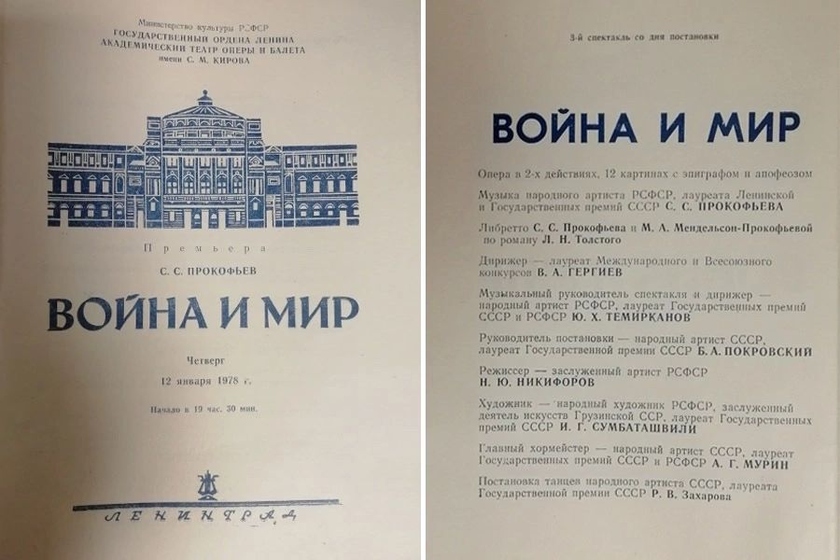 Министерство культуры РСФСР
ГОСУДАРСТВЕННЫЙ ОРДЕНА ЛЕНИНА
АКАДЕМИЧЕСКИЙ ТЕАТР ОПЕРЫ И БАЛЕТА
имени С. М. КИРОВА
Премьера
С. С. ПРОКОФЬЕВ
ВОЙНА И МИР
Четверг
12 января 1978 г.
Начало в 19 час. 30 мин.
ЛЕНИНГРАД
3-й спектакль со дня постановки
ВОЙНА И МИР
Опера в 2-х действиях, 12 картинах с эпиграфом и апофеозом
Музыка народного артиста РСФСР, лауреата Ленинской
и Государственных премий СССР С. С. ПРОКОФЬЕВА
Либретто С. С. Прокофьева и М. А. Мендельсон-Прокофьевой
по роману Л. Н. Толстого
Дирижер — лауреат Международного и Всесоюзного
конкурсов В. А. ГЕРГИЕВ
Музыкальный руководитель спектакля и дирижер —
народный артист РСФСР, лауреат Государственных премий
СССР и РСФСР Ю. Х. ТЕМИРКАНОВ
Руководитель постановки — народный артист СССР,
лауреат Государственной премии СССР Б. А. ПОКРОВСКИЙ
Режиссер — заслуженный артист РСФСР
Н. Ю. НИКИФОРОВ
Художник — народный художник РСФСР, заслуженный
деятель искусств Грузинской ССР, лауреат Государственных
премий СССР И. Г. СУМБАТАШВИЛИ
Главный хормейстер — народный артист СССР, лауреат
Государственных премий СССР и РСФСР А. Г. МУРИН
Постановка танцев народного артиста СССР, лауреата
Государственной премии СССР Р. В. Захарова